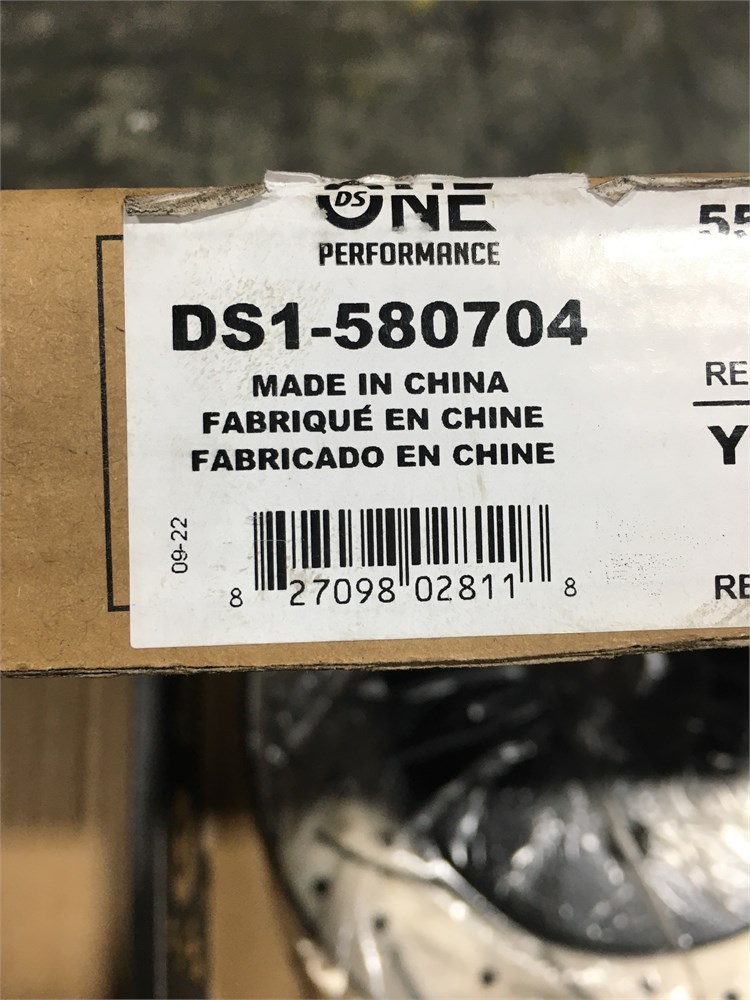 DS ONE
PERFORMANCE
DS1-580704
MADE IN CHINA
FABRIQUÉ EN CHINE
FABRICADO EN CHINE
09-22
8 27098 02811 8
55
RE
Y
RE